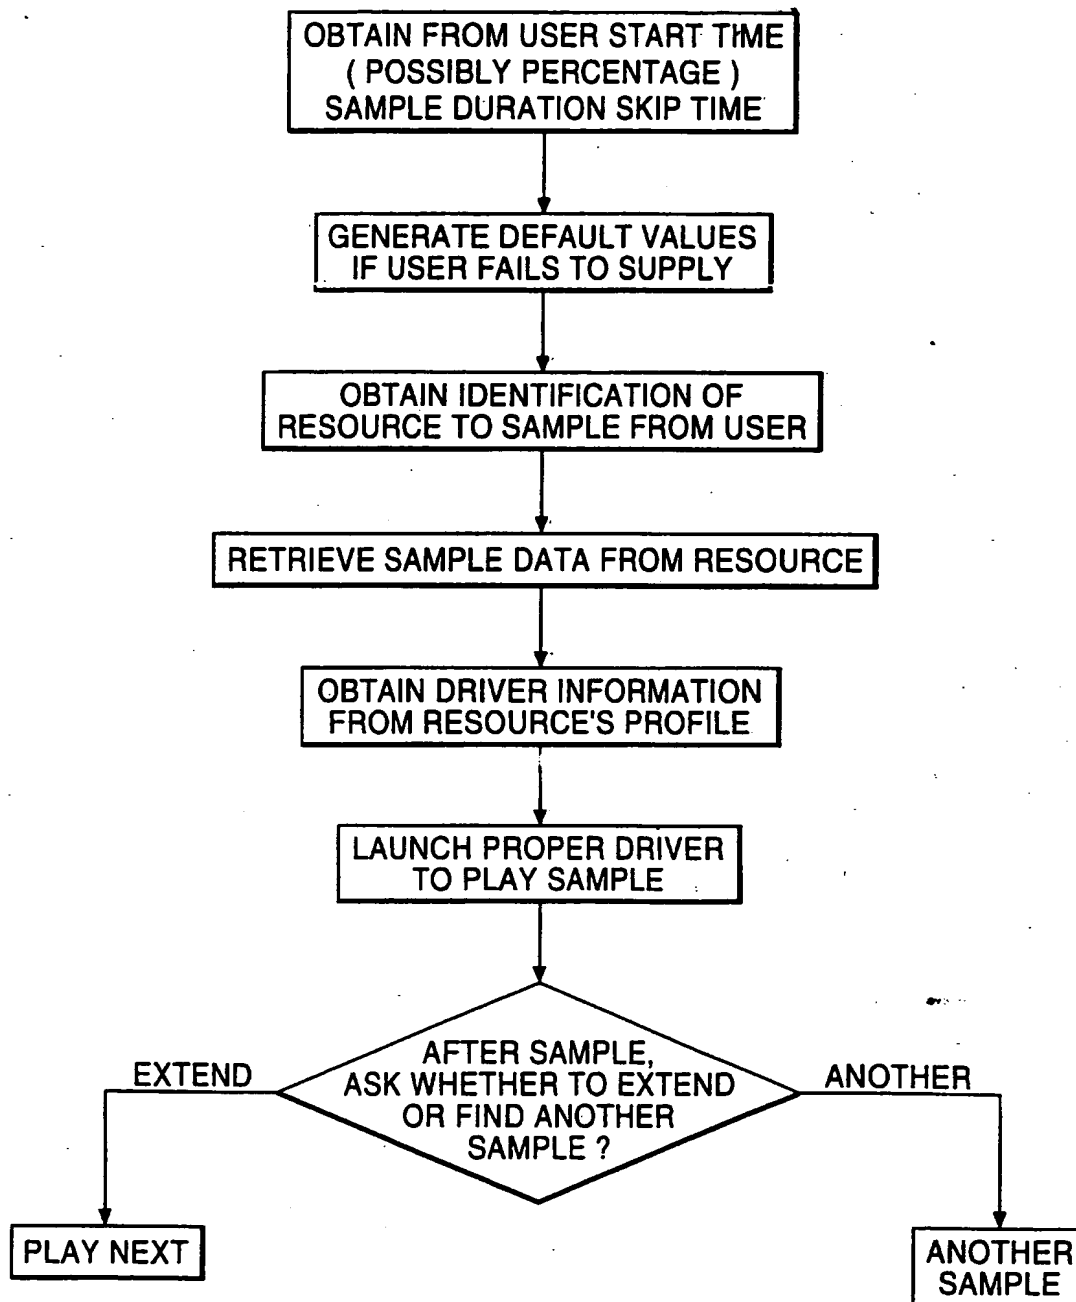 OBTAIN FROM USER START TIME
( POSSIBLY PERCENTAGE )
SAMPLE DURATION SKIP TIME
GENERATE DEFAULT VALUES
IF USER FAILS TO SUPPLY
OBTAIN IDENTIFICATION OF
RESOURCE TO SAMPLE FROM USER
RETRIEVE SAMPLE DATA FROM RESOURCE
OBTAIN DRIVER INFORMATION
FROM RESOURCE'S PROFILE
LAUNCH PROPER DRIVER
TO PLAY SAMPLE
AFTER SAMPLE,
ASK WHETHER TO EXTEND
OR FIND ANOTHER
SAMPLE ?
EXTEND
ANOTHER
PLAY NEXT
ANOTHER
SAMPLE